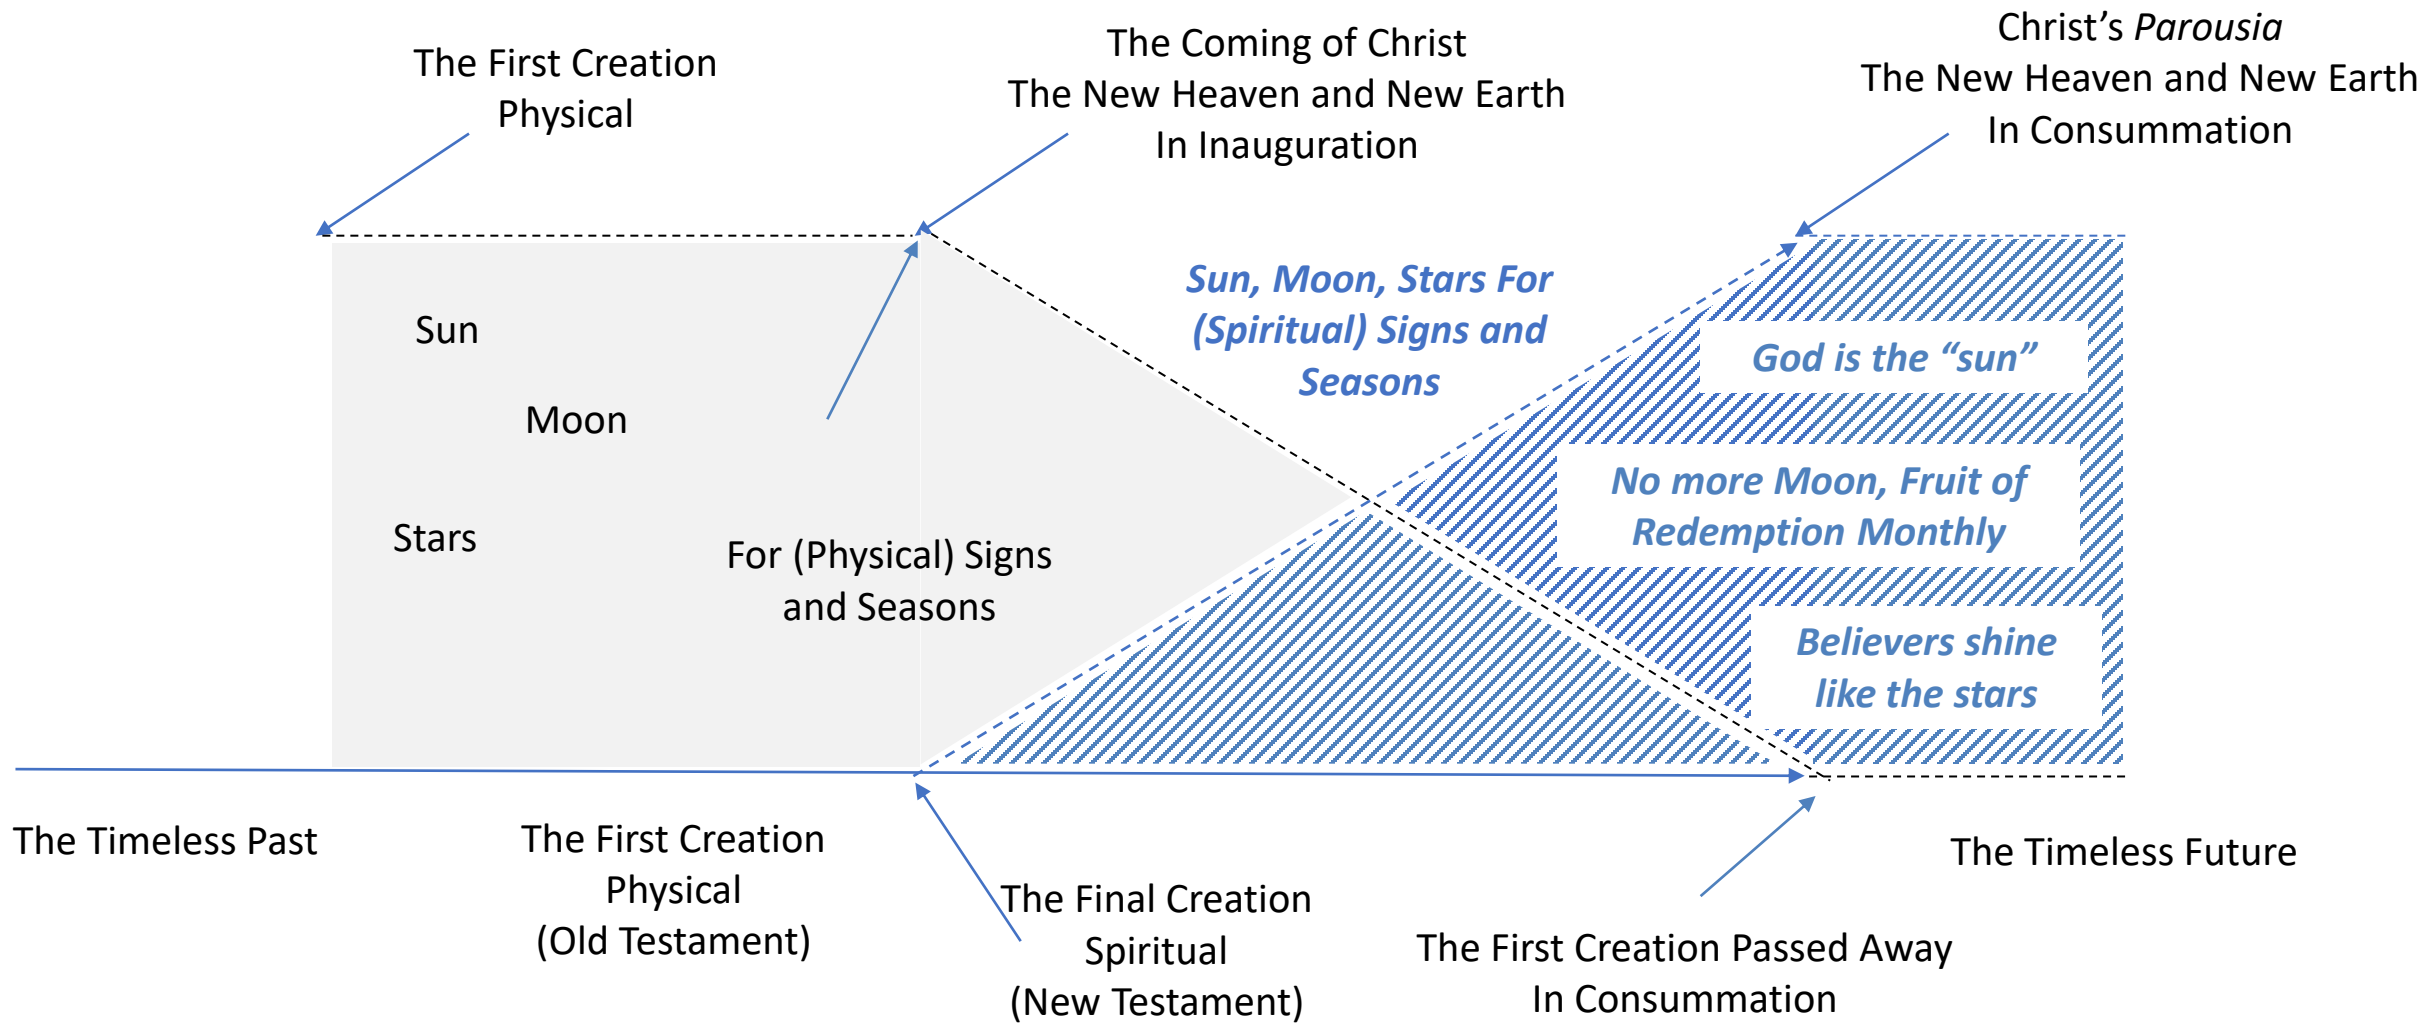 The First Creation
Physical
The Coming of Christ
The New Heaven and New Earth
In Inauguration
Christ’s Parousia
The New Heaven and New Earth
In Consummation
Sun
Moon
Stars
For (Physical) Signs
and Seasons
Sun, Moon, Stars For
(Spiritual) Signs and
Seasons
God is the “sun”
No more Moon, Fruit of
Redemption Monthly
Believers shine
like the stars
The Timeless Past
The First Creation
Physical
(Old Testament)
The Final Creation
Spiritual
(New Testament)
The First Creation Passed Away
In Consummation
The Timeless Future